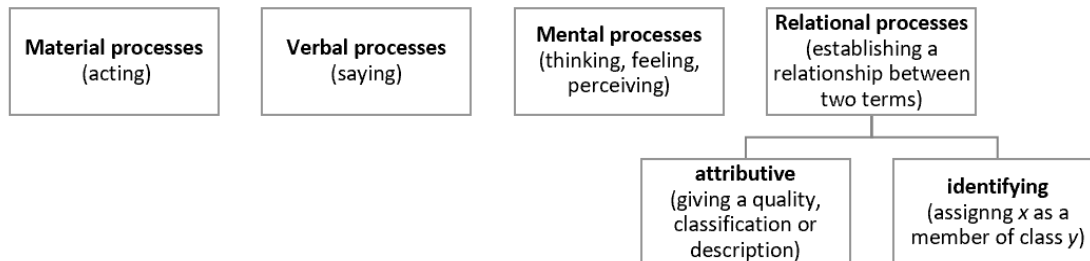 Material processes
(acting)
Verbal processes
(saying)
Mental processes
(thinking, feeling,
perceiving)
Relational processes
(establishing a
relationship between
two terms)
attributive
(giving a quality,
classification or
description)
identifying
(assignng x as a
member of class y)